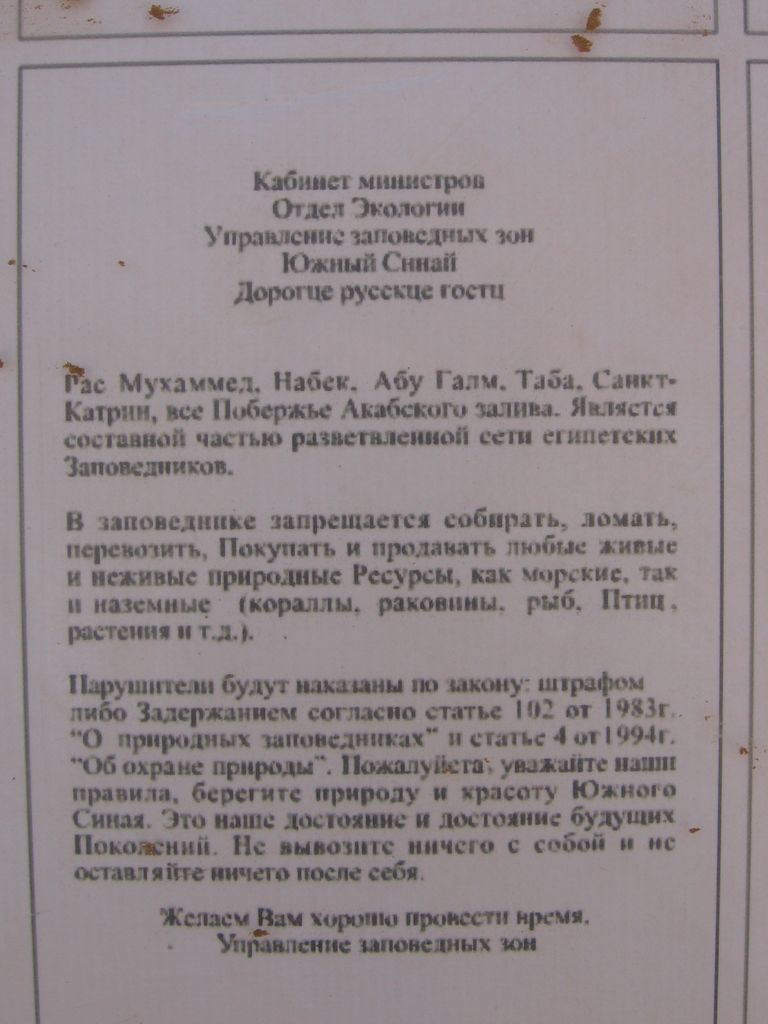 Кабинет министров
Отдел Экологии
Управление заповедных зон
Южный Синай
Дорогце русскце гостц
Рас Мухаммед, Набек, Абу Галм, Таба, Санкт-
Катрин, все Побержье Акабского залива. Является
составной частью разветвленной сети египетских
Заповедников.
В заповеднике запрещается собирать, ломать,
перевозить, Покупать и продавать любые живые
и неживые природные Ресурсы, как морские, так
и наземные (кораллы, раковины, рыб, Птиц,
растения и т.д.).
Нарушители будут наказаны по закону: штрафом
либо Задержанием согласно статье 102 от 1983г.
"О природных заповедниках" и статье 4 от1994г.
"Об охране природы". Пожалуйста, уважайте наши
правила, берегите природу и красоту Южного
Синая. Это наше достояние и достояние будущих
Поколений. Не вывозите ничего с собой и не
оставляйте ничего после себя.
Желаем Вам хорошо провести время.
Управление заповедных зон